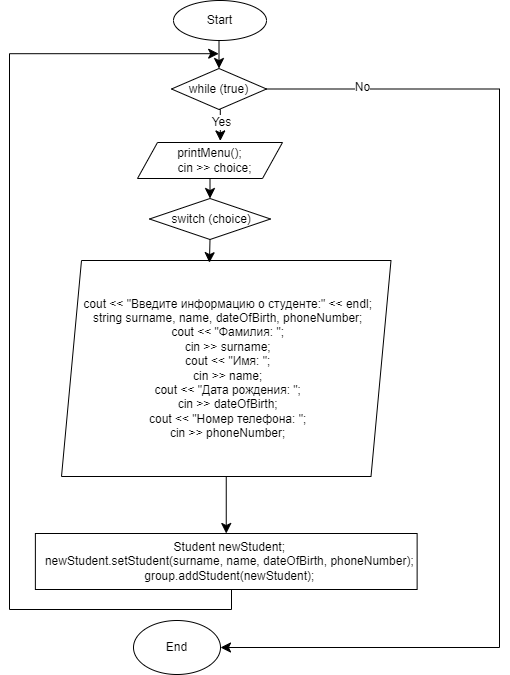 Start
while (true)
No
Yes
printMenu();
cin >> choice;
switch (choice)
cout << "Введите информацию о студенте:" << endl;
string surname, name, dateOfBirth, phoneNumber;
cout << "Фамилия: ";
cin >> surname;
cout << "Имя: ";
cin >> name;
cout << "Дата рождения: ";
cin >> dateOfBirth;
cout << "Номер телефона: ";
cin >> phoneNumber;
Student newStudent;
newStudent.setStudent(surname, name, dateOfBirth, phoneNumber);
group.addStudent(newStudent);
End